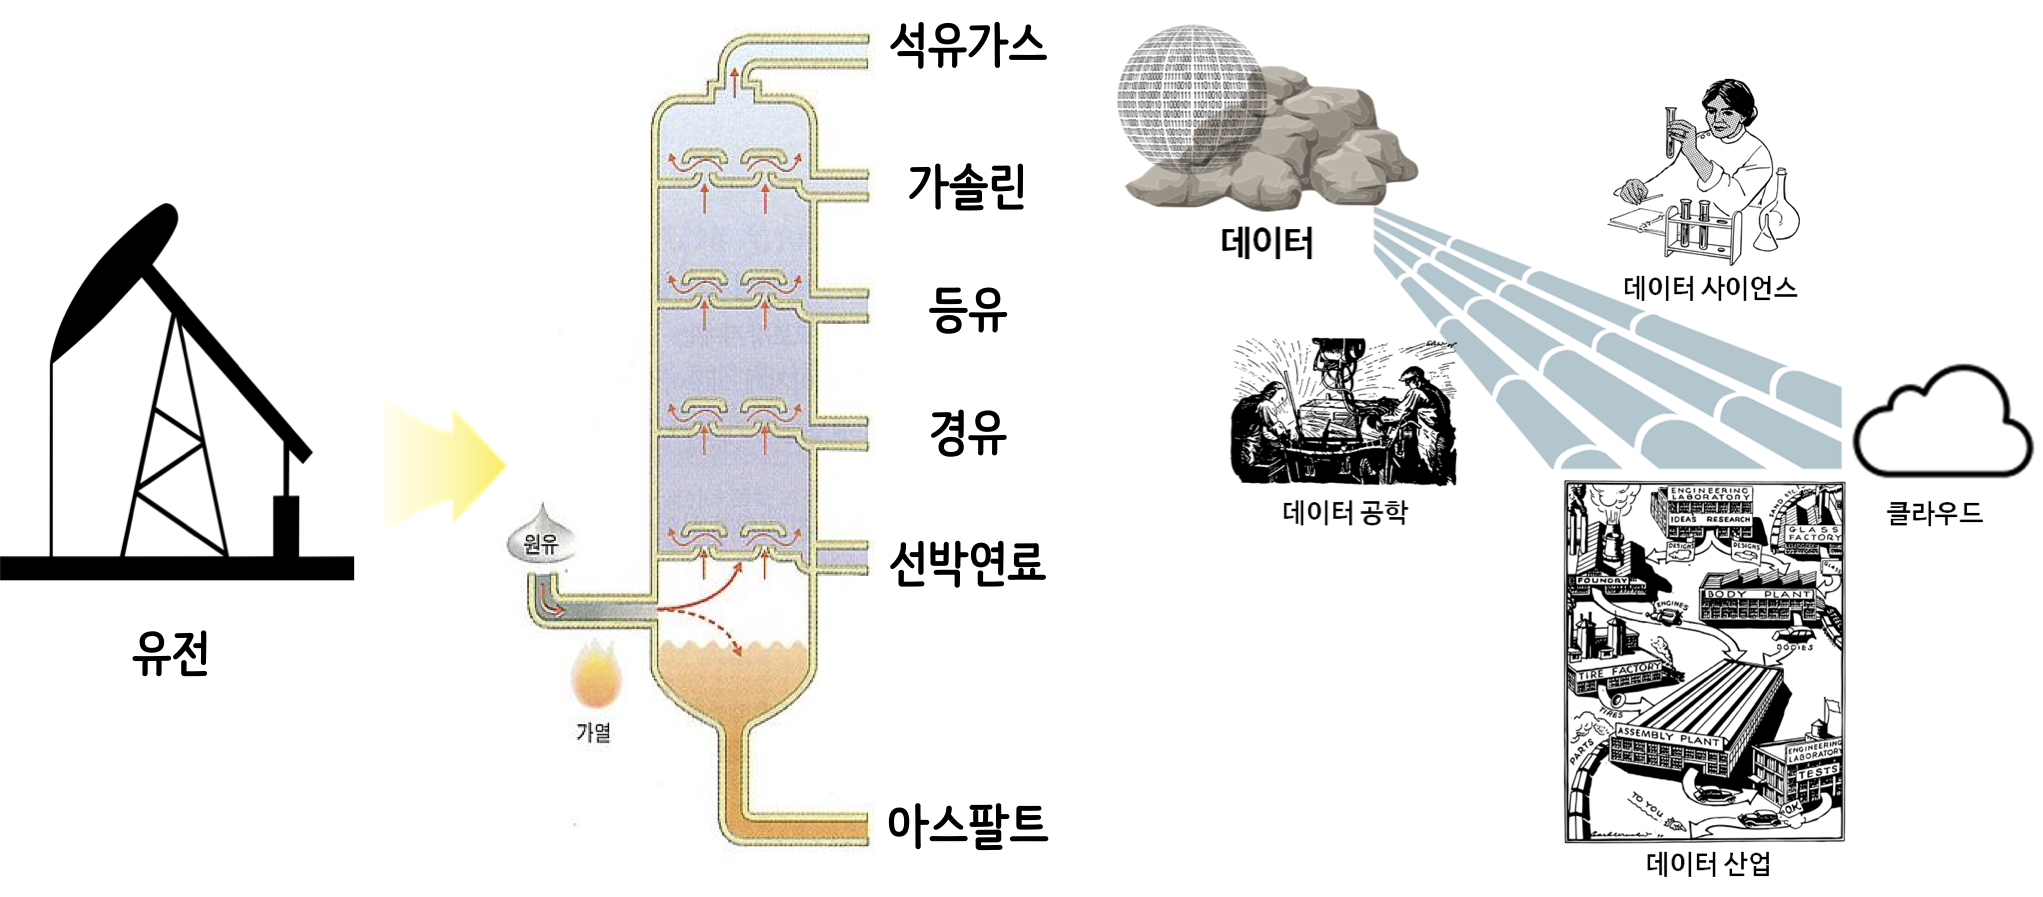 유전
원유
가열
석유가스
가솔린
등유
경유
선박연료
아스팔트
데이터
데이터 사이언스
데이터 공학
클라우드
ENGINEERING
LABORATORY
IDEAS RESEARCH
GLASS
FACTORY
DESIGNS
DESIGNS
FOUNDRY
BODY PLANT
ENGINES
BODIES
TIRE FACTORY
TIRES
PARTS
ASSEMBLY PLANT
ENGINEERING
LABORATORY
TESTS
TO YOU
OK
데이터 산업